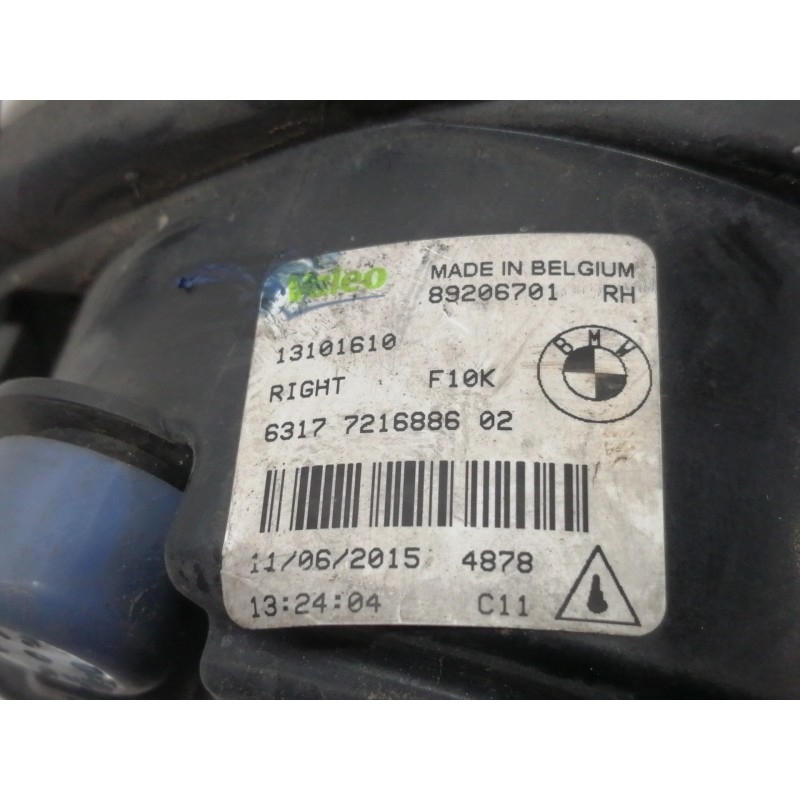 Valeo
MADE IN BELGIUM
89206701 RH
13101610
RIGHT F10K
BMW
6317 7216886 02
11/06/2015 4878
13:24:04 C11